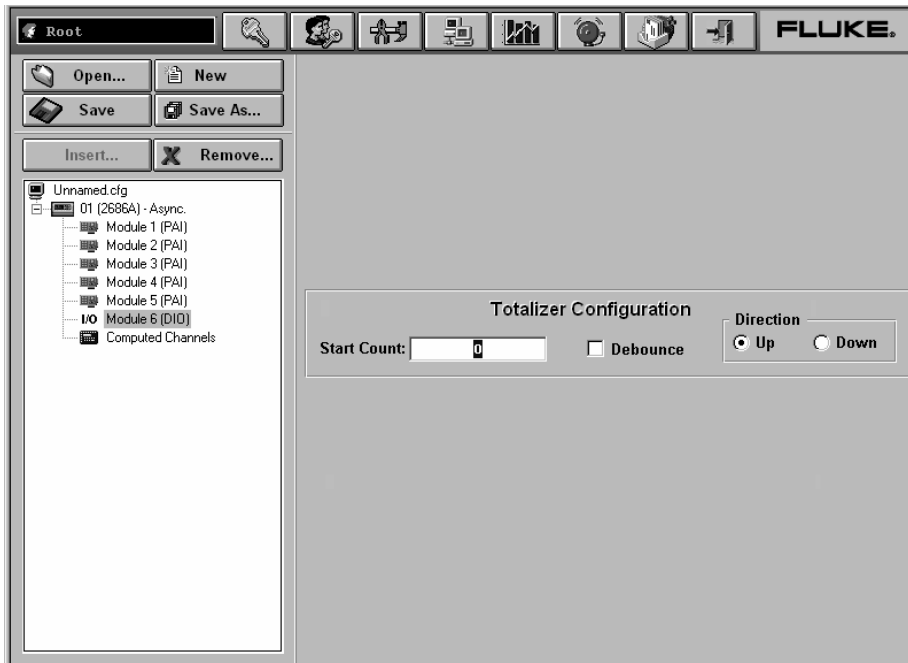 Root
FLUKE®
Open...
New
Save
Save As...
Insert...
Remove...
Unnamed.cfg
01 (2686A) - Async.
Module 1 (PAI)
Module 2 (PAI)
Module 3 (PAI)
Module 4 (PAI)
Module 5 (PAI)
I/O Module 6 (DIO)
Computed Channels
Totalizer Configuration
Start Count: 0
Debounce
Direction
Up
Down